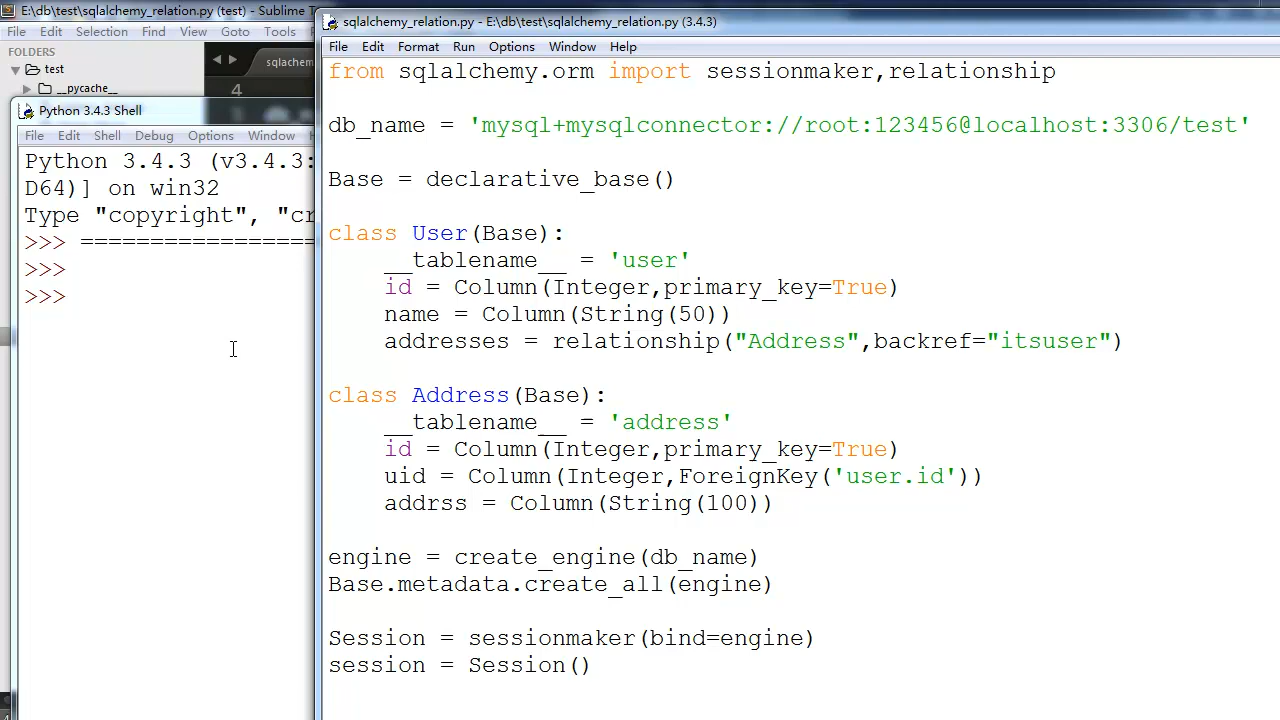 E:\db\test\sqlalchemy_relation.py (test) - Sublime T
File Edit Selection Find View Goto Tools
FOLDERS
test
__pycache__
sqlachem
4
Python 3.4.3 Shell
File Edit Shell Debug Options Window
Python 3.4.3 (v3.4.3:
D64)] on win32
Type "copyright", "cr
>>> =================
>>>
>>>
sqlalchemy_relation.py - E:\db\test\sqlalchemy_relation.py (3.4.3)
File Edit Format Run Options Window Help
from sqlalchemy.orm import sessionmaker,relationship
db_name = 'mysql+mysqlconnector://root:123456@localhost:3306/test'
Base = declarative_base()
class User(Base):
    __tablename__ = 'user'
    id = Column(Integer,primary_key=True)
    name = Column(String(50))
    addresses = relationship("Address",backref="itsuser")
class Address(Base):
    __tablename__ = 'address'
    id = Column(Integer,primary_key=True)
    uid = Column(Integer,ForeignKey('user.id'))
    addrss = Column(String(100))
engine = create_engine(db_name)
Base.metadata.create_all(engine)
Session = sessionmaker(bind=engine)
session = Session()